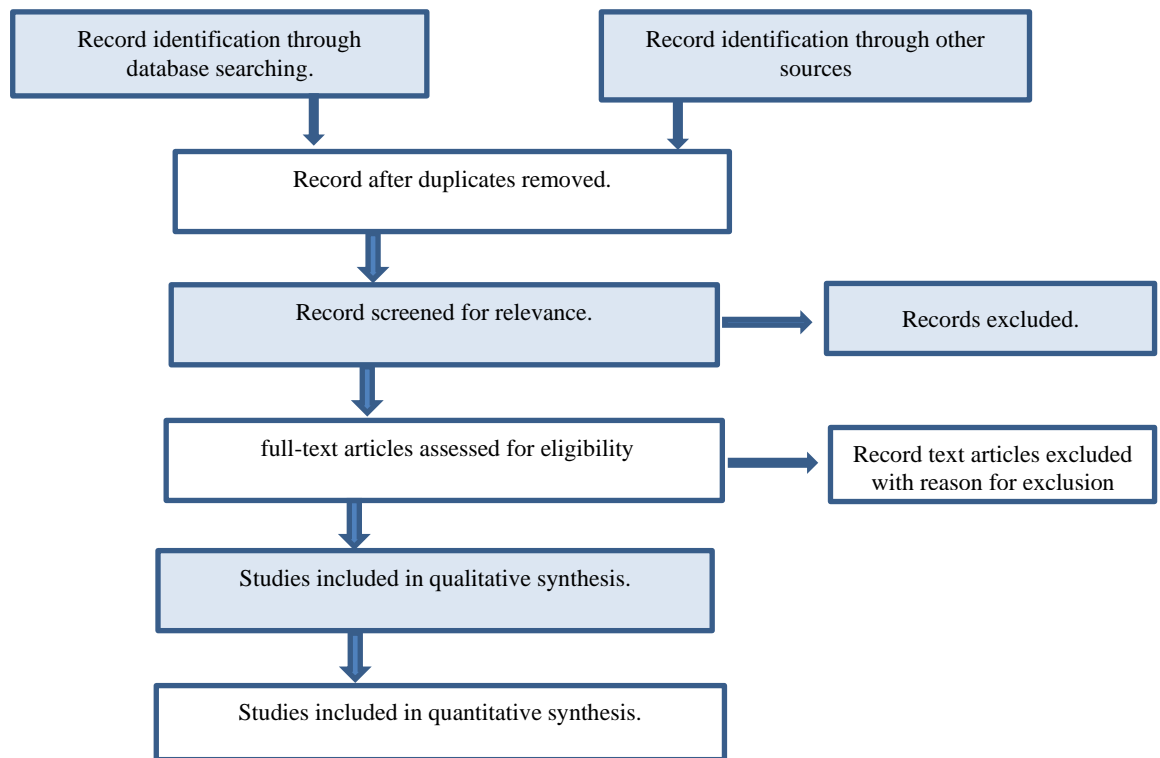 Record identification through
database searching.
Record identification through other
sources
Record after duplicates removed.
Record screened for relevance.
Records excluded.
full-text articles assessed for eligibility
Record text articles excluded
with reason for exclusion
Studies included in qualitative synthesis.
Studies included in quantitative synthesis.